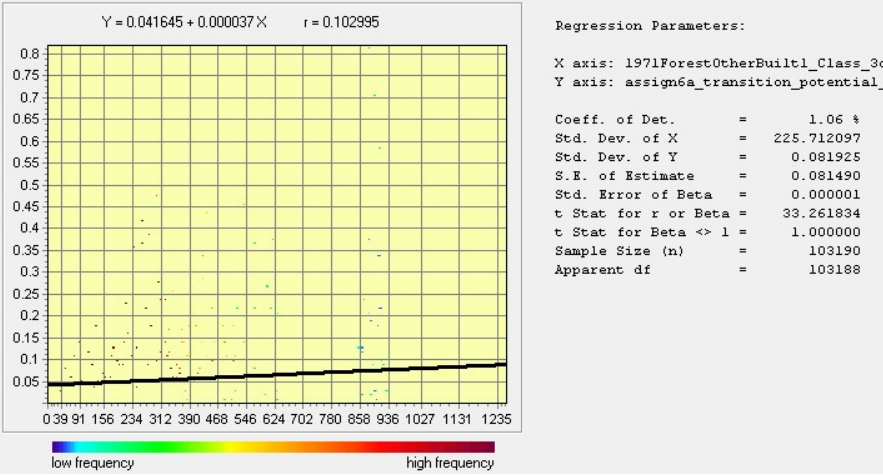 Y = 0.041645 + 0.000037 X r = 0.102995
0.8
0.75
0.7
0.65
0.6
0.55
0.5
0.45
0.4
0.35
0.3
0.25
0.2
0.15
0.1
0.05
0 39 91 156 234 312 390 468 546 624 702 780 858 936 1027 1131 1235
low frequency high frequency
Regression Parameters:
X axis: 1971ForestOtherBuilt1_Class_3c
Y axis: assign6a_transition_potential_
Coeff. of Det. = 1.06 %
Std. Dev. of X = 225.712097
Std. Dev. of Y = 0.081925
S.E. of Estimate = 0.081490
Std. Error of Beta = 0.000001
t Stat for r or Beta = 33.261834
t Stat for Beta <> 1 = 1.000000
Sample Size (n) = 103190
Apparent df = 103188